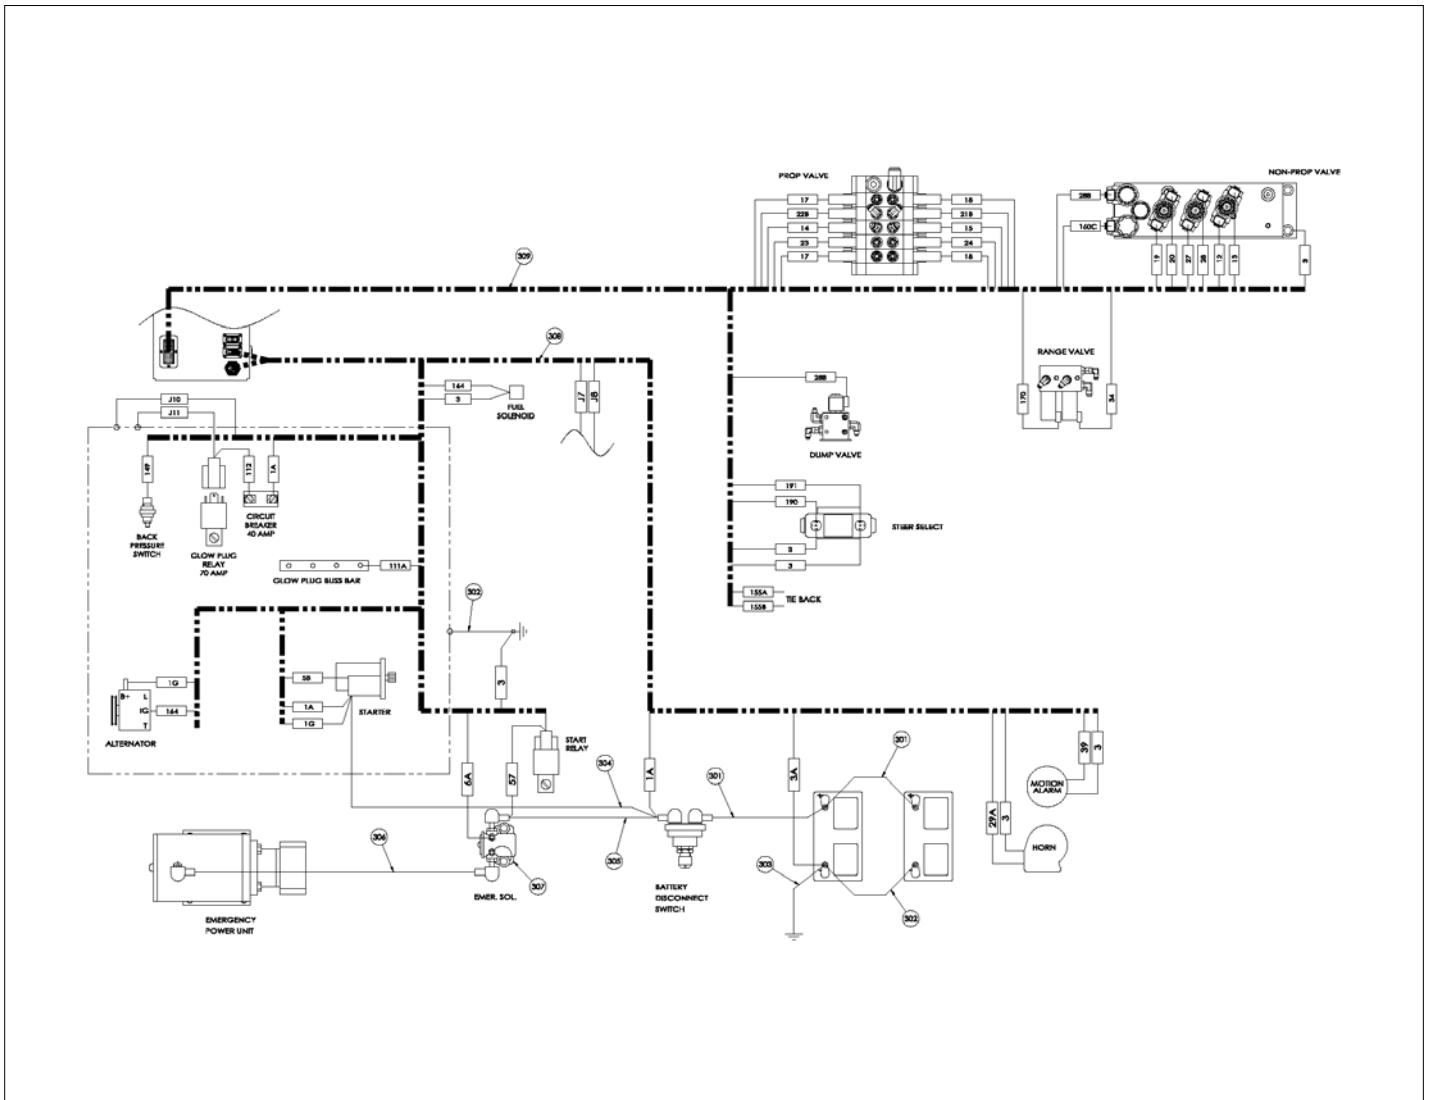 PROP VALVE
NON-PROP VALVE
17
22B
14
23
17
16
21B
15
24
18
28B
160C
19
20
27
28
12
13
3
309
308
RANGE VALVE
170
34
28B
DUMP VALVE
164
3
FUEL
SOLENOID
J7
J8
J10
J11
149
112
1A
BACK
PRESSURE
SWITCH
GLOW PLUG
RELAY
70 AMP
CIRCUIT
BREAKER
40 AMP
191
190
3
3
STEER SELECT
111A
GLOW PLUG BUSS BAR
302
155A
155B
TIE BACK
3
1G
B+
L
IG
T
164
ALTERNATOR
5B
1A
1G
STARTER
START
RELAY
6A
57
304
1A
301
3A
301
39
3
MOTION
ALARM
29A
3
HORN
306
305
303
307
302
EMER. SOL.
BATTERY
DISCONNECT
SWITCH
EMERGENCY
POWER UNIT